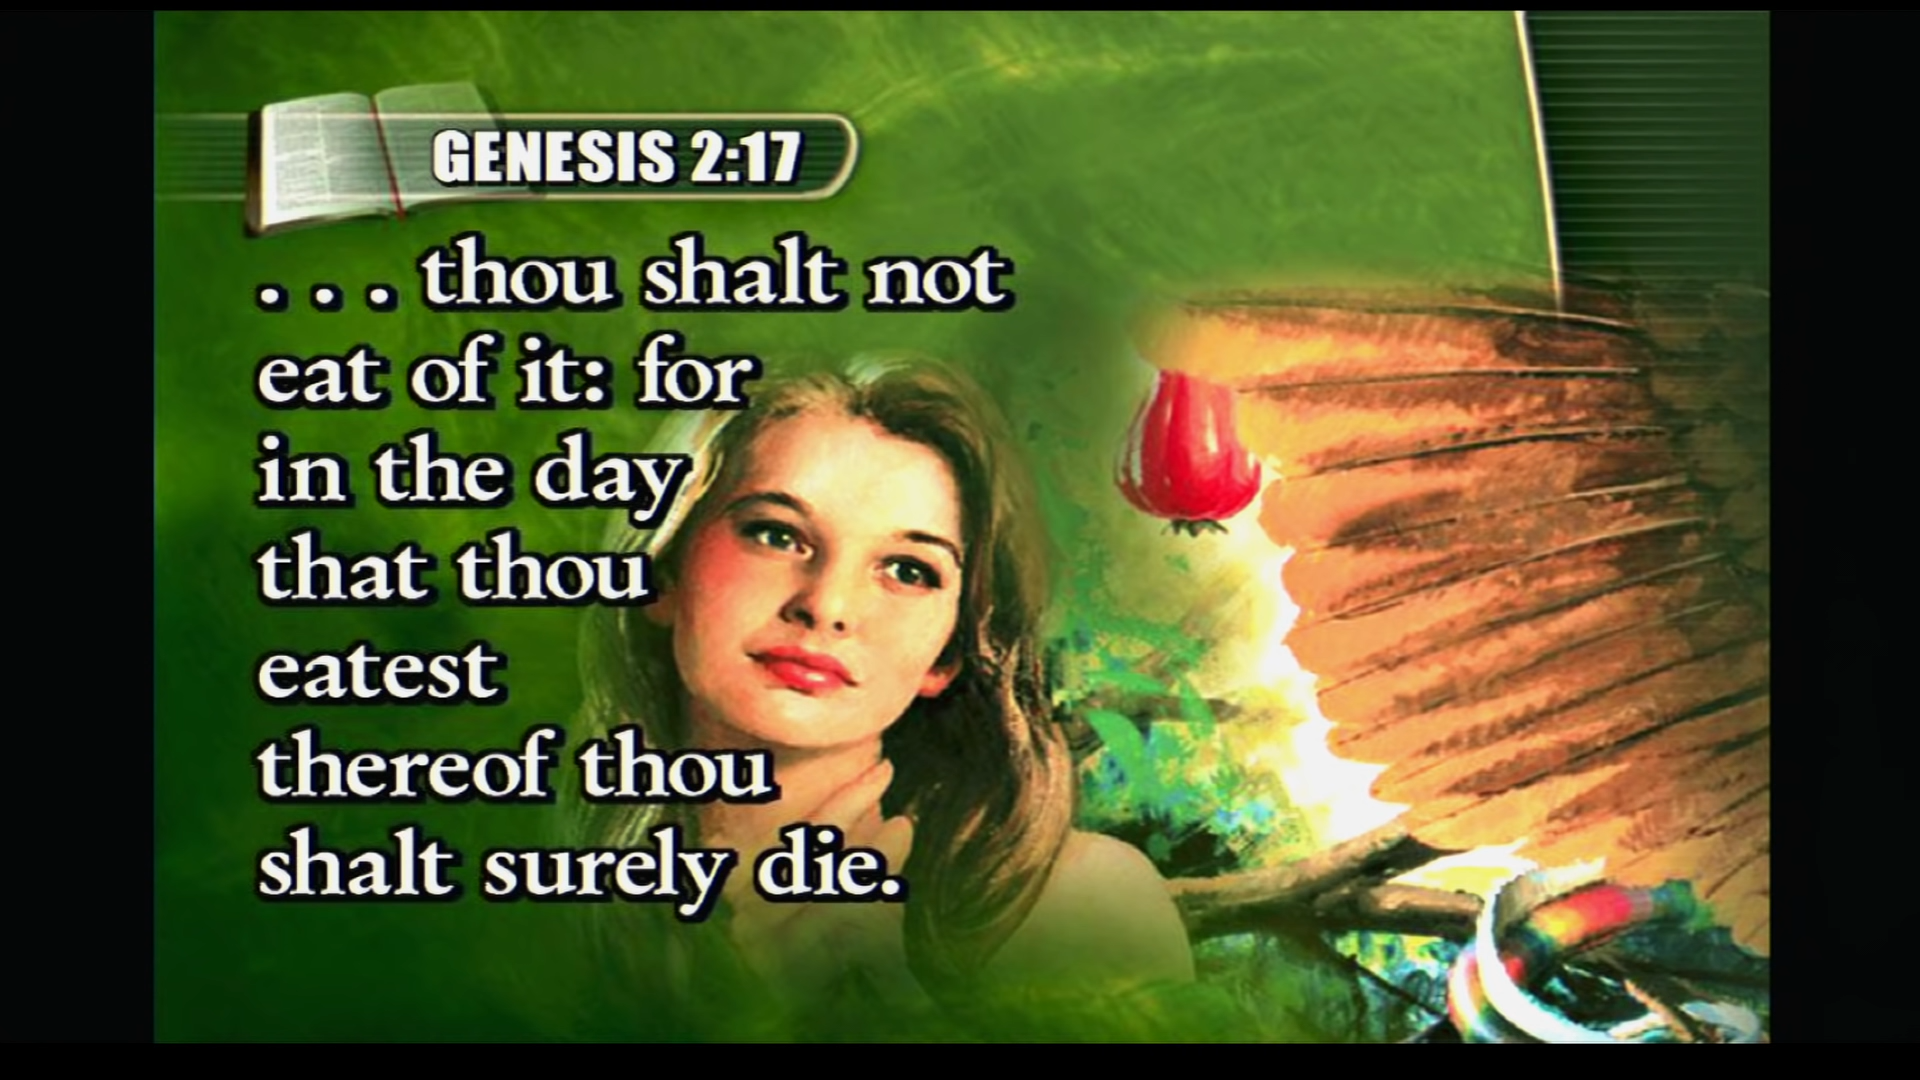 GENESIS 2:17
. . . thou shalt not
eat of it: for
in the day
that thou
eatest
thereof thou
shalt surely die.